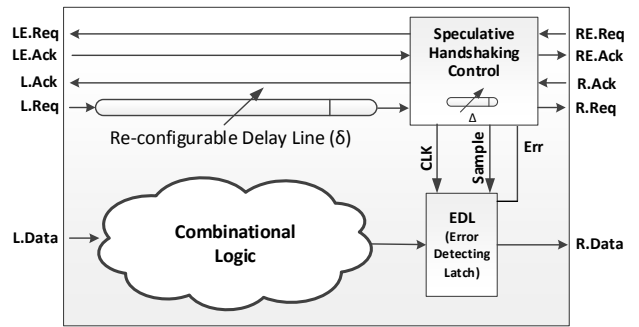 LE.Req
LE.Ack
L.Ack
L.Req
Speculative
Handshaking
Control
Δ
RE.Req
RE.Ack
R.Ack
R.Req
Re-configurable Delay Line (δ)
CLK
Sample
Err
L.Data
Combinational
Logic
EDL
(Error
Detecting
Latch)
R.Data